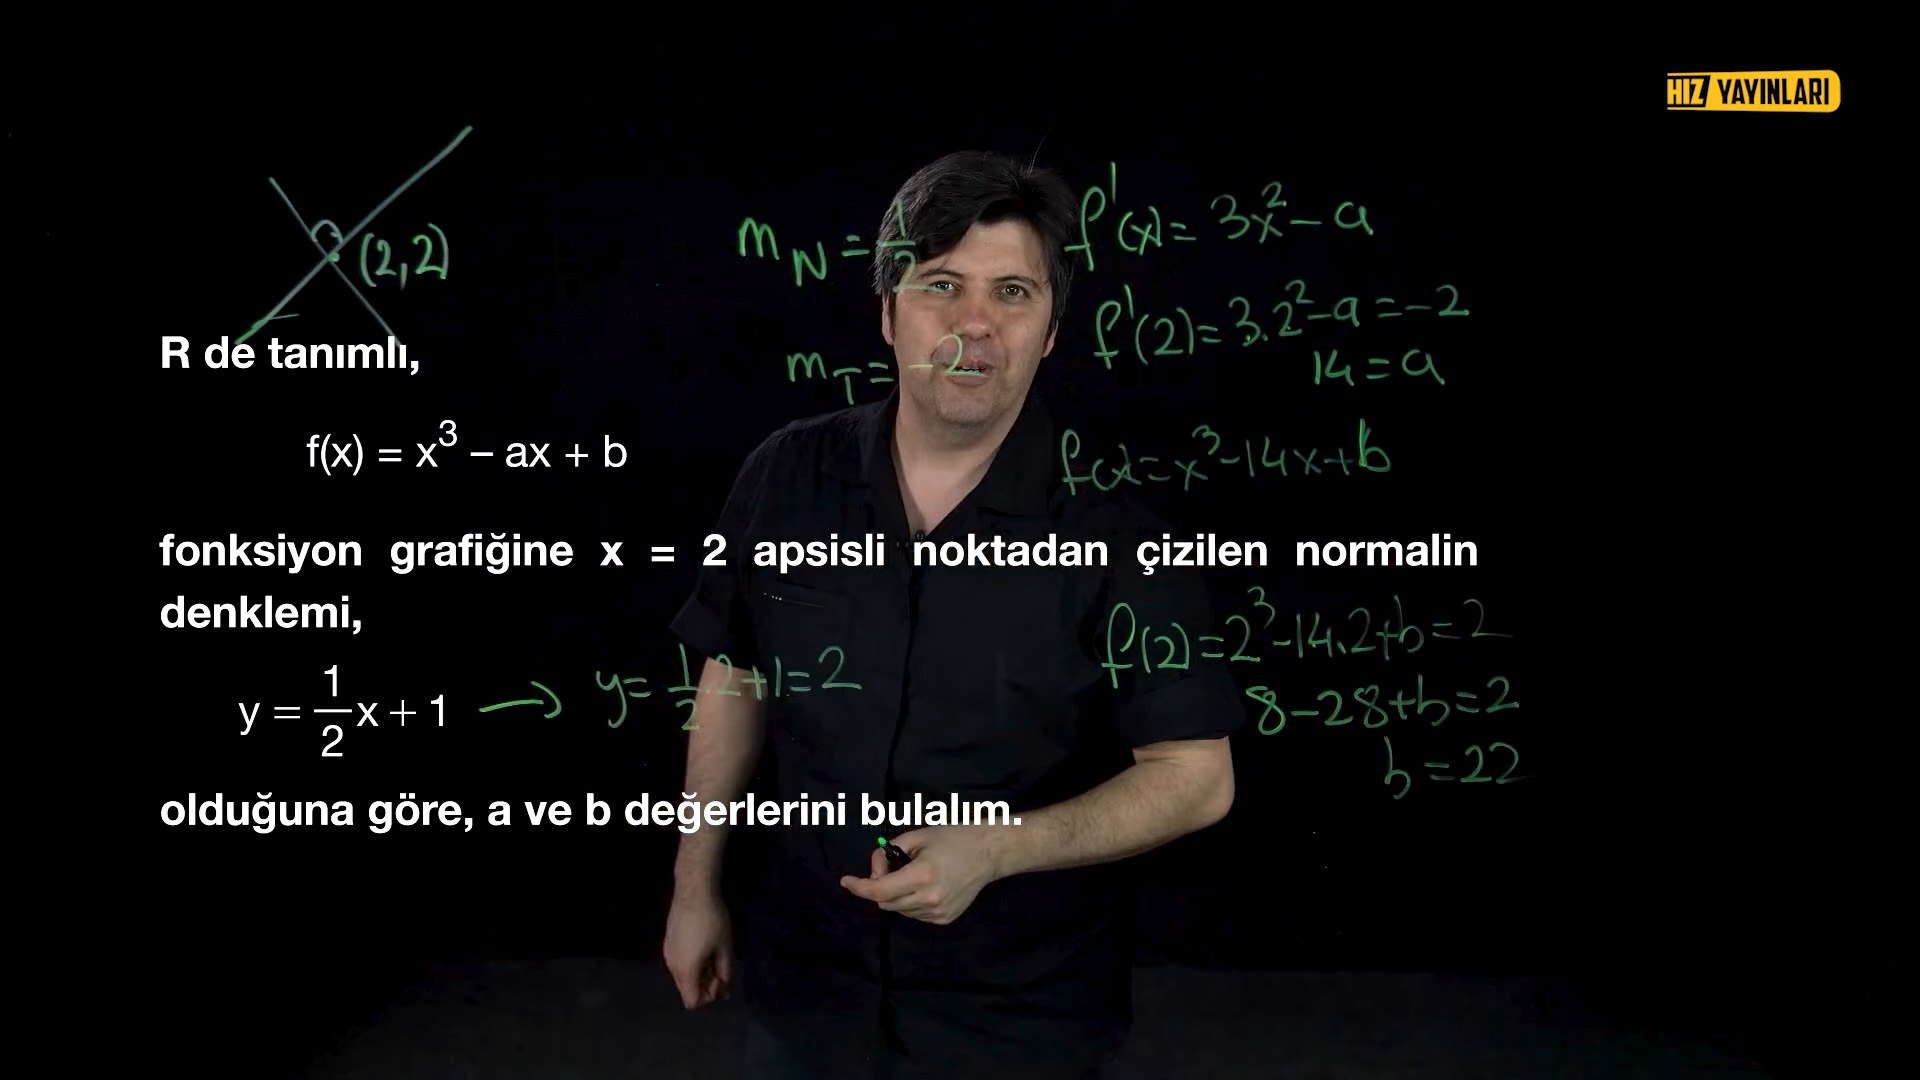 HIZ YAYINLARI
(2,2)
m_N = 1/2
m_T = -2
f'(x) = 3x² - a
f'(2) = 3.2² - a = -2
14 = a
f(x) = x³ - 14x + b
R de tanımlı,
f(x) = x³ – ax + b
fonksiyon grafiğine x = 2 apsisli noktadan çizilen normalin
denklemi,
y = 1/2 x + 1 → y = 1/2 . 2 + 1 = 2
f(2) = 2³ - 14.2 + b = 2
8 - 28 + b = 2
b = 22
olduğuna göre, a ve b değerlerini bulalım.